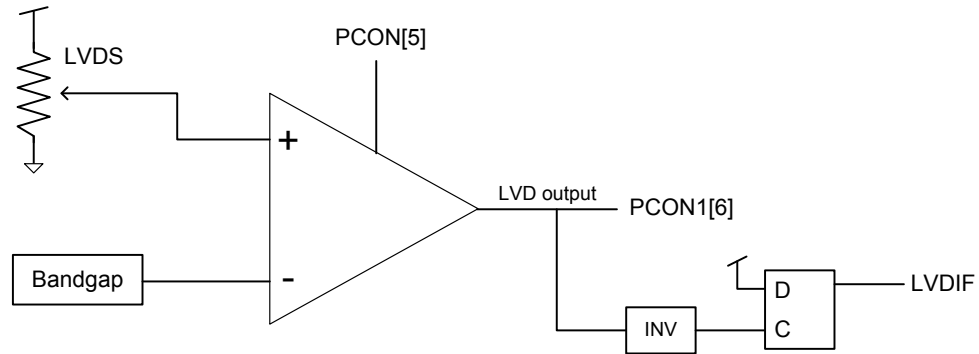 PCON[5]
LVDS
+
LVD output
PCON1[6]
Bandgap
-
D
LVDIF
INV
C